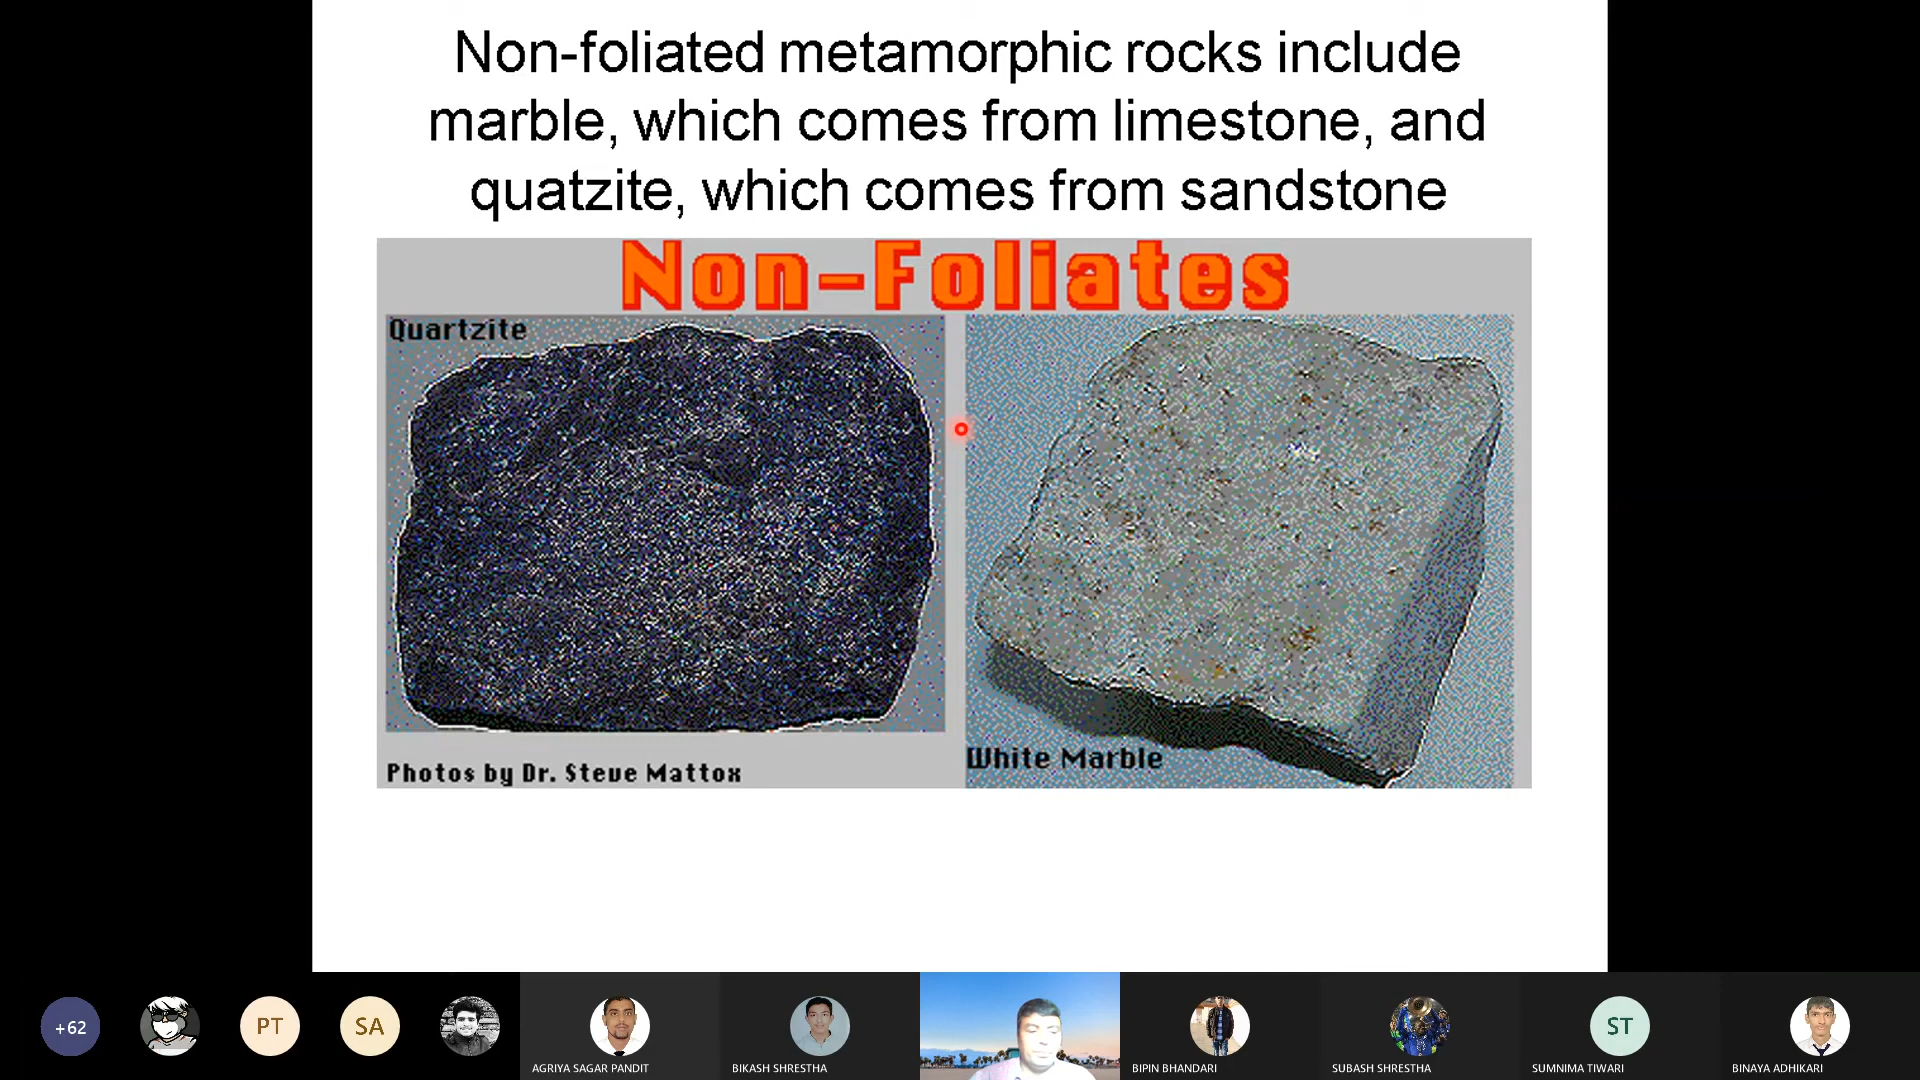 Non-foliated metamorphic rocks include
marble, which comes from limestone, and
quatzite, which comes from sandstone
Non-Foliates
Quartzite
White Marble
Photos by Dr. Steve Mattox
+62
PT
SA
AGRIYA SAGAR PANDIT
BIKASH SHRESTHA
BIPIN BHANDARI
SUBASH SHRESTHA
ST
SUMNIMA TIWARI
BINAYA ADHIKARI